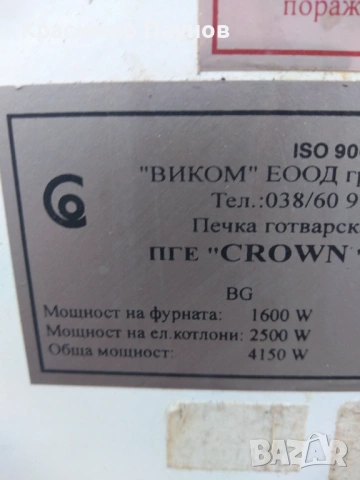 пораж
ISO 90
"ВИКОМ" ЕООД гр
Тел.:038/60 9
Печка готварск
ПГЕ "CROWN "
BG
Мощност на фурната: 1600 W
Мощност на ел.котлони: 2500 W
Обща мощност: 4150 W
BAZAR